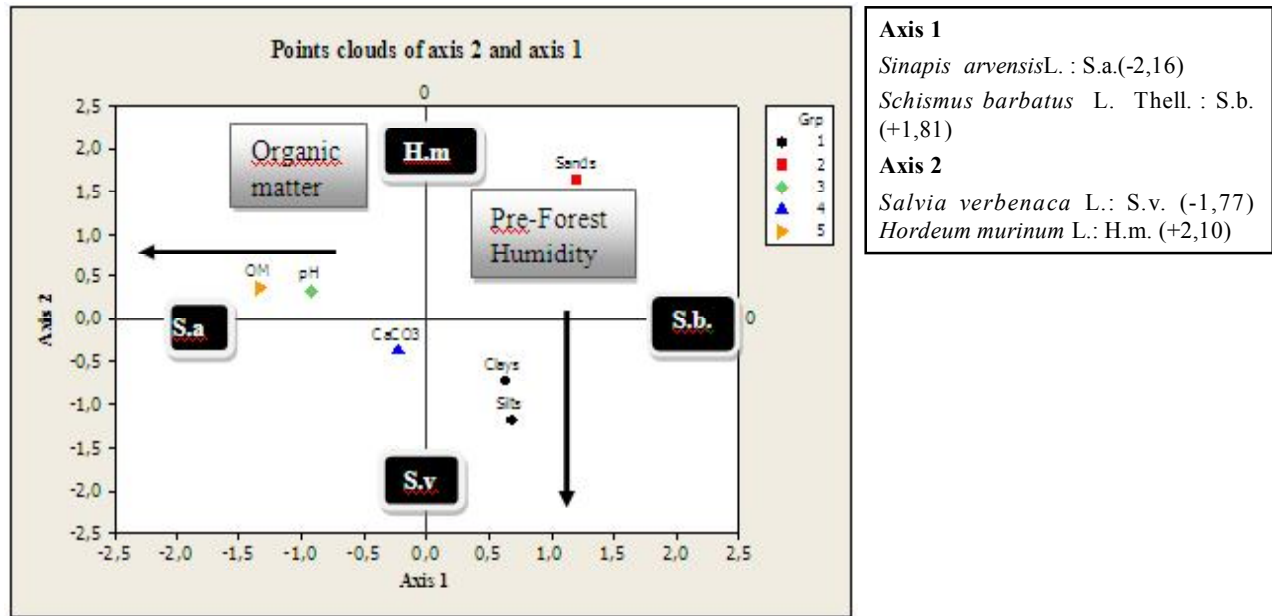 Points clouds of axis 2 and axis 1
0
2,5
2,0
1,5
1,0
0,5
0,0
-0,5
-1,0
-1,5
-2,0
-2,5
Axis 2
Organic
matter
H.m
Sands
Pre-Forest
Humidity
OM
pH
S.a
S.b.
0
CaCO3
Clays
Silts
S.v
-2,5 -2,0 -1,5 -1,0 -0,5 0,0 0,5 1,0 1,5 2,0 2,5
Axis 1
Grp
1
2
3
4
5
Axis 1
Sinapis arvensisL. : S.a.(-2,16)
Schismus barbatus L. Thell. : S.b.
(+1,81)
Axis 2
Salvia verbenaca L.: S.v. (-1,77)
Hordeum murinum L.: H.m. (+2,10)